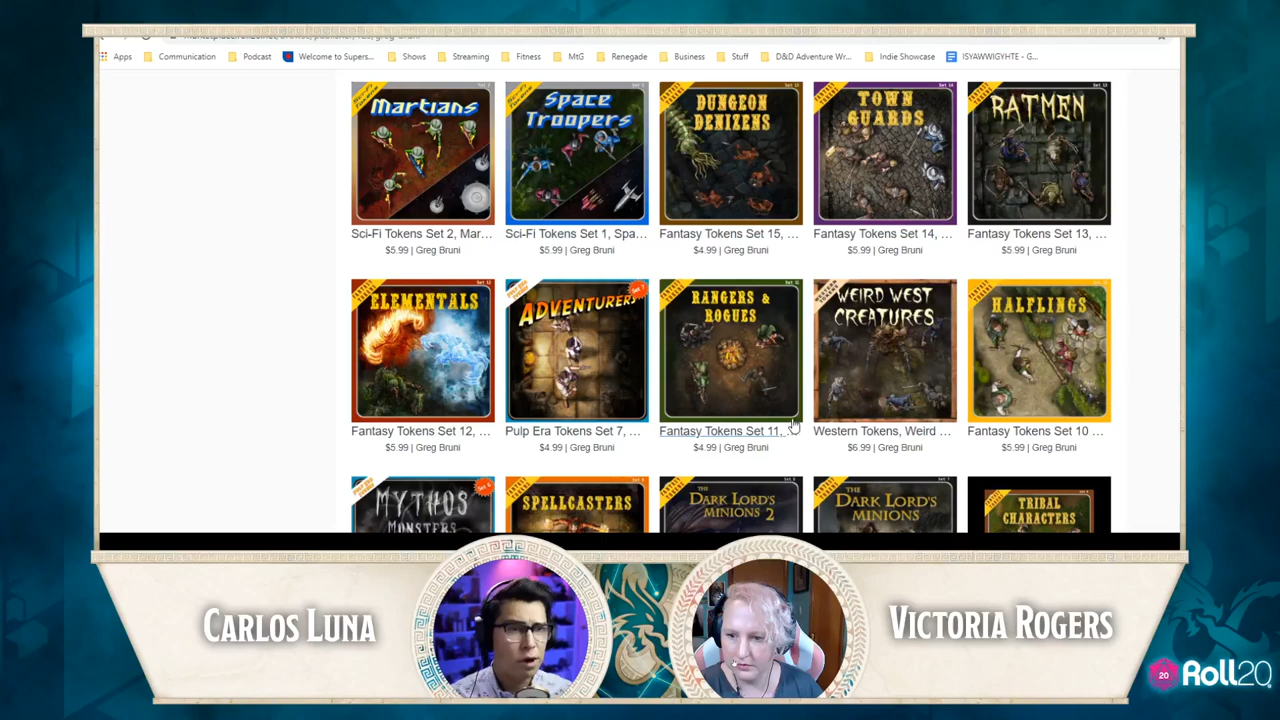 Apps Communication Podcast Welcome to Supers... Shows Streaming Fitness MtG Renegade Business Stuff D&D Adventure Wr... Indie Showcase ISYAWWIGYHTE - G...
Martians
Space
Troopers
DUNGEON
DENIZENS
TOWN
GUARDS
RATMEN
Sci-Fi Tokens Set 2, Mar... Sci-Fi Tokens Set 1, Spa... Fantasy Tokens Set 15, ... Fantasy Tokens Set 14, ... Fantasy Tokens Set 13, ...
$5.99 | Greg Bruni $5.99 | Greg Bruni $4.99 | Greg Bruni $5.99 | Greg Bruni $5.99 | Greg Bruni
ELEMENTALS
ADVENTURERS
Set 7
RANGERS &
ROGUES
WEIRD WEST
CREATURES
HALFLINGS
Fantasy Tokens Set 12, ... Pulp Era Tokens Set 7, ... Fantasy Tokens Set 11, ... Western Tokens, Weird ... Fantasy Tokens Set 10 ...
$5.99 | Greg Bruni $4.99 | Greg Bruni $4.99 | Greg Bruni $6.99 | Greg Bruni $5.99 | Greg Bruni
MYTHOS
MONSTERS
SPELLCASTERS
THE
DARK LORD'S
MINIONS 2
THE
DARK LORD'S
MINIONS
TRIBAL
CHARACTERS
CARLOS LUNA
VICTORIA ROGERS
20
Roll20